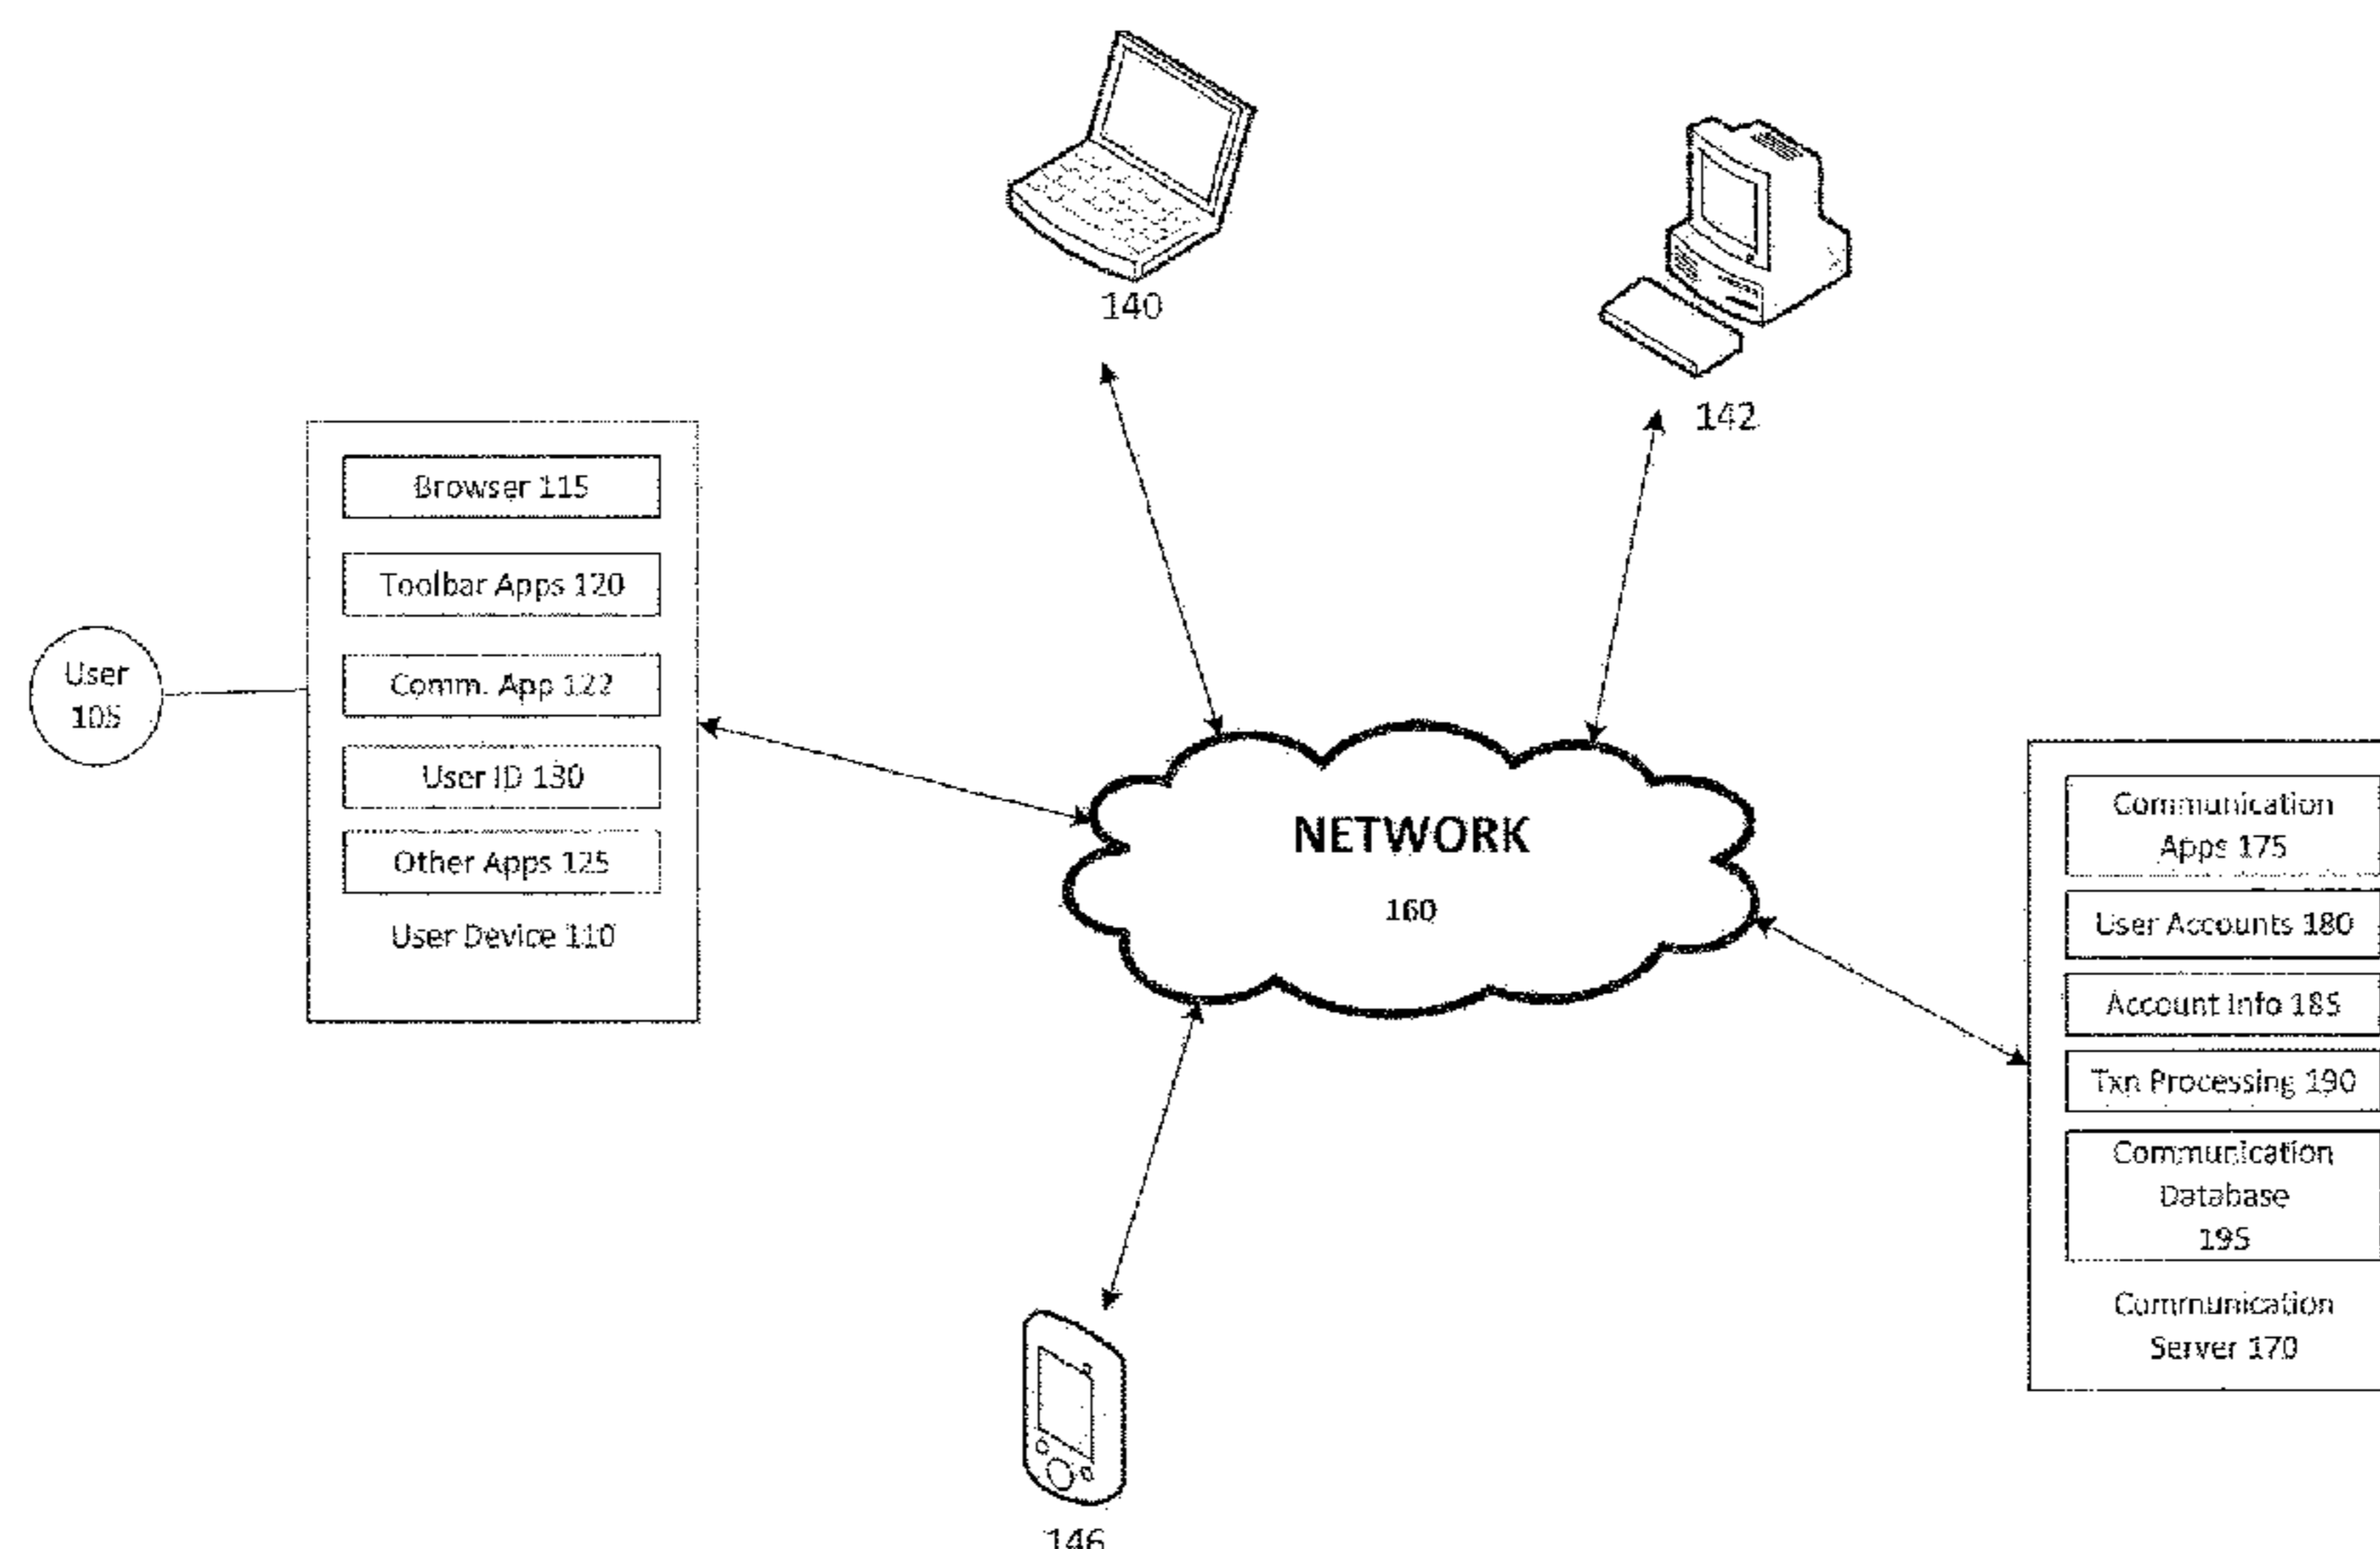 140
142
Browser 115
Toolbar Apps 120
Comm. App 122
User ID 130
Other Apps 125
User Device 110
User
105
NETWORK
160
Communication
Apps 175
User Accounts 180
Account Info 185
Txn Processing 190
Communication
Database
195
Communication
Server 170
146